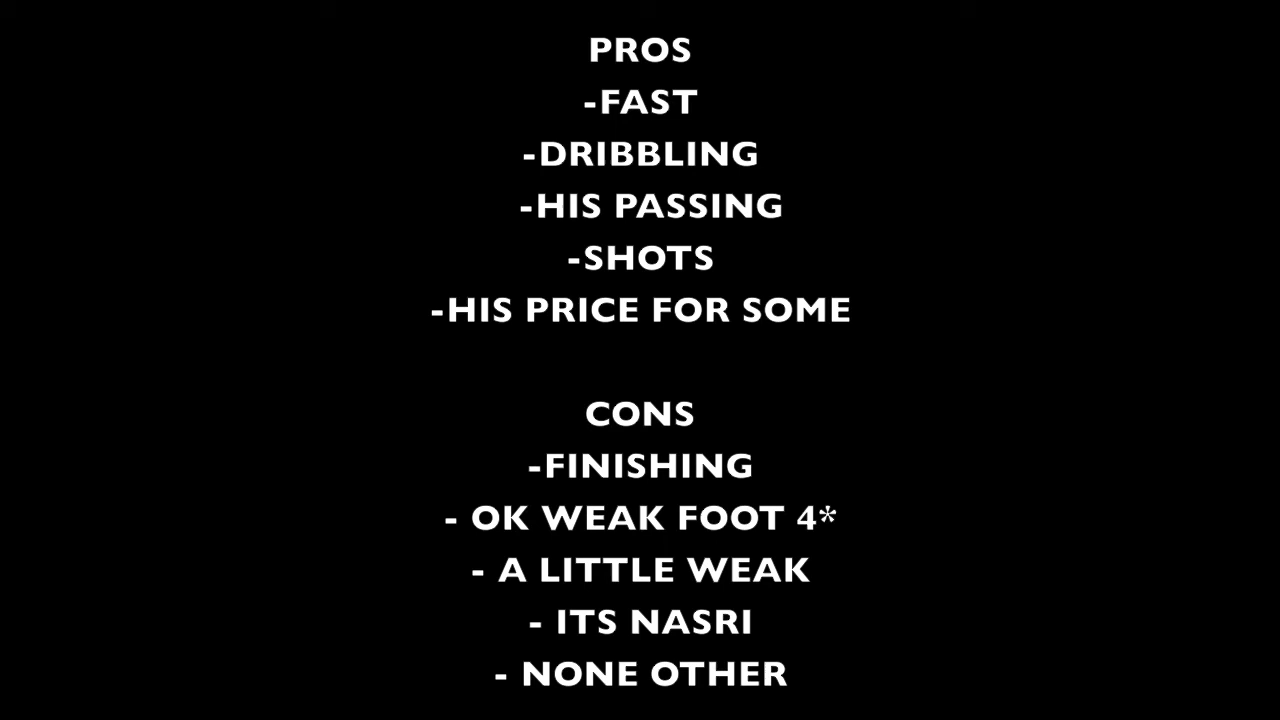 PROS
-FAST
-DRIBBLING
-HIS PASSING
-SHOTS
-HIS PRICE FOR SOME
CONS
-FINISHING
- OK WEAK FOOT 4*
- A LITTLE WEAK
- ITS NASRI
- NONE OTHER